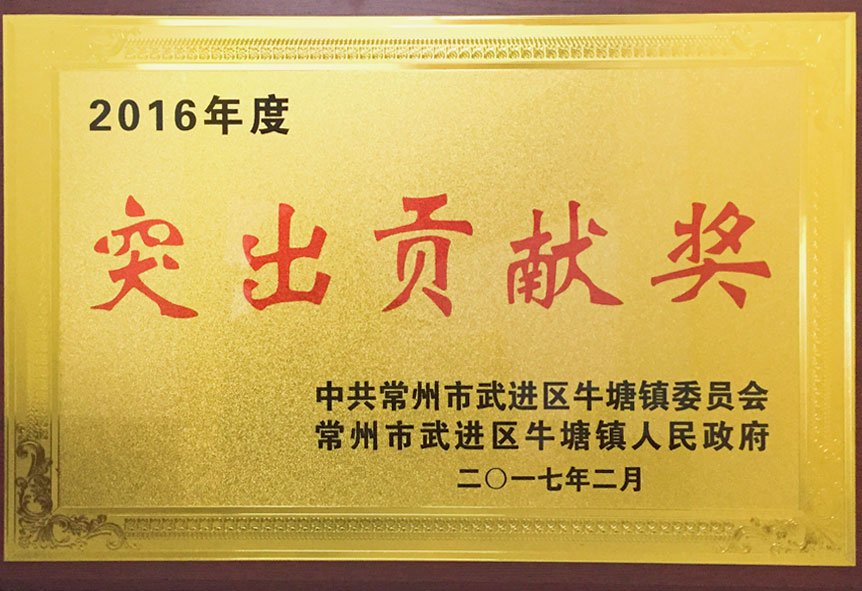 2016年度
突出贡献奖
中共常州市武进区牛塘镇委员会
常州市武进区牛塘镇人民政府
二〇一七年二月